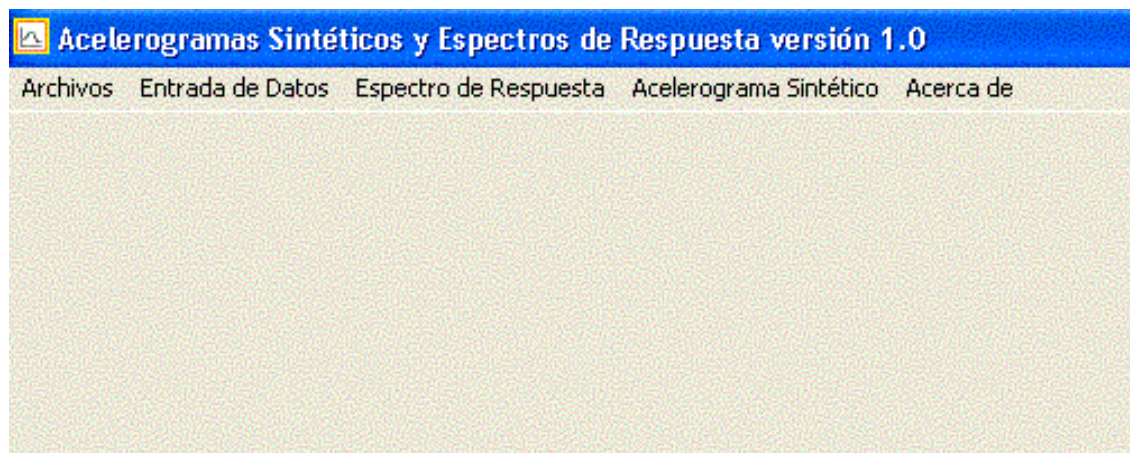 Acelerogramas Sintéticos y Espectros de Respuesta versión 1.0
Archivos Entrada de Datos Espectro de Respuesta Acelerograma Sintético Acerca de